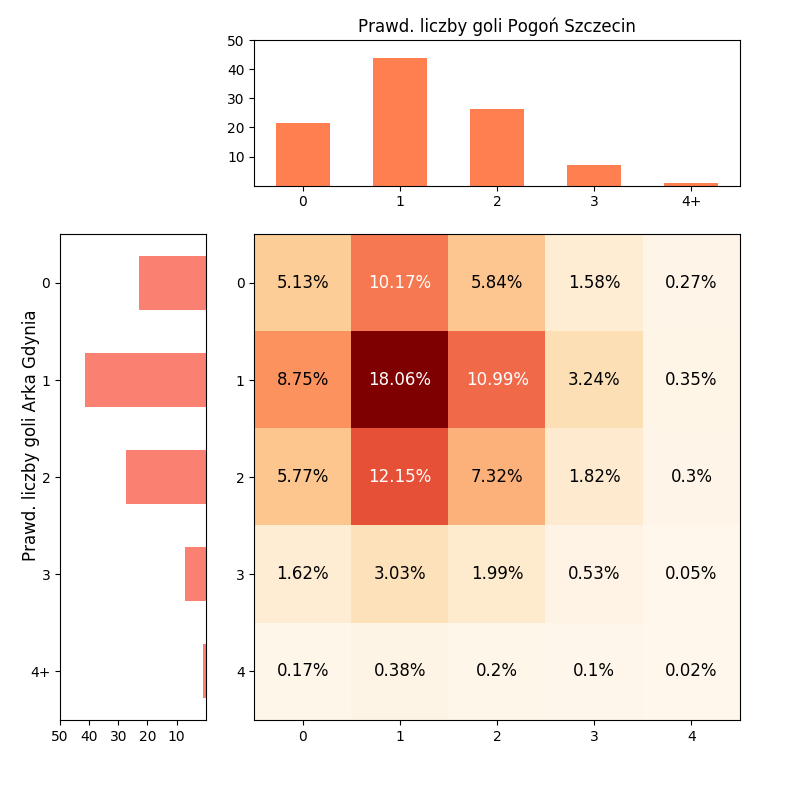 Prawd. liczby goli Pogoń Szczecin
50
40
30
20
10
0 1 2 3 4+
Prawd. liczby goli Arka Gdynia
0
1
2
3
4+
50 40 30 20 10
0 5.13% 10.17% 5.84% 1.58% 0.27%
1 8.75% 18.06% 10.99% 3.24% 0.35%
2 5.77% 12.15% 7.32% 1.82% 0.3%
3 1.62% 3.03% 1.99% 0.53% 0.05%
4 0.17% 0.38% 0.2% 0.1% 0.02%
0 1 2 3 4